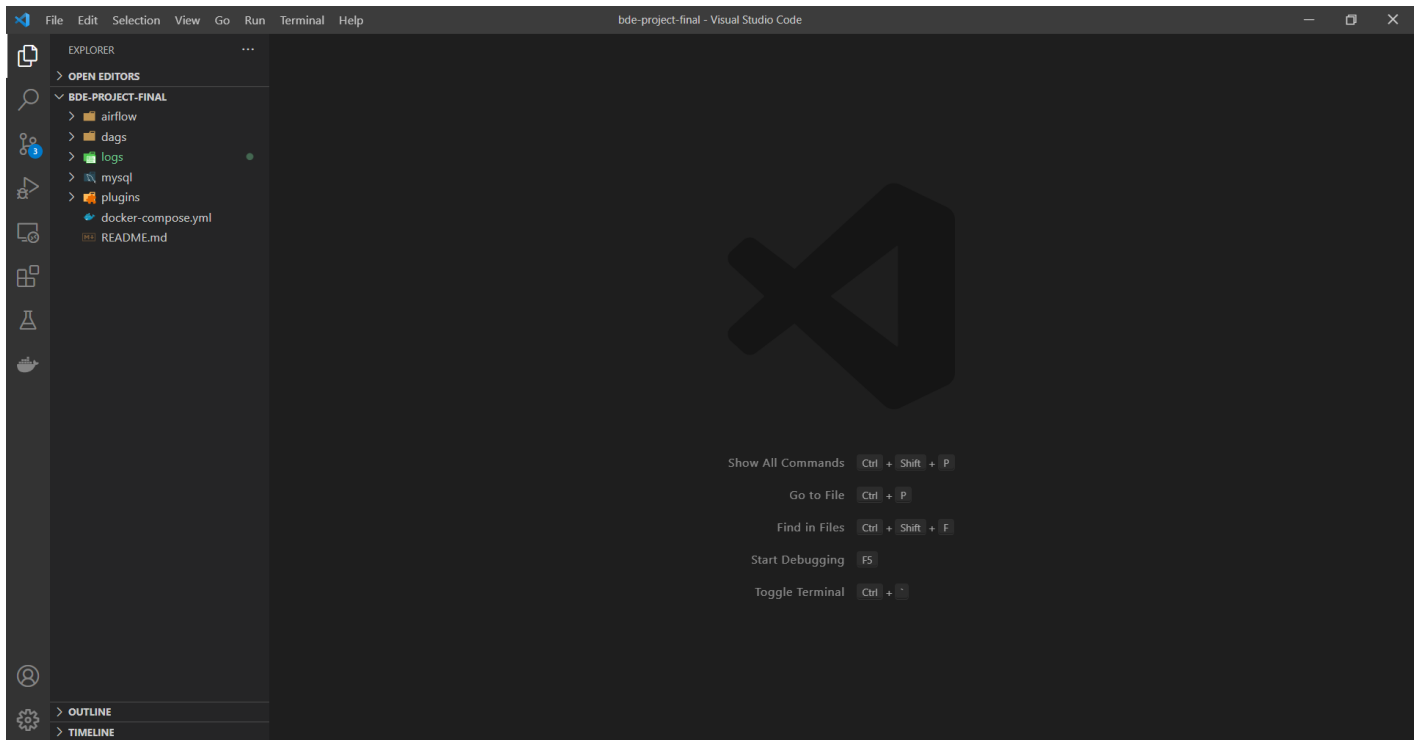 File Edit Selection View Go Run Terminal Help bde-project-final - Visual Studio Code
EXPLORER ...
OPEN EDITORS
BDE-PROJECT-FINAL
airflow
dags
3
logs
mysql
plugins
docker-compose.yml
README.md
Show All Commands Ctrl + Shift + P
Go to File Ctrl + P
Find in Files Ctrl + Shift + F
Start Debugging F5
Toggle Terminal Ctrl + `
OUTLINE
TIMELINE